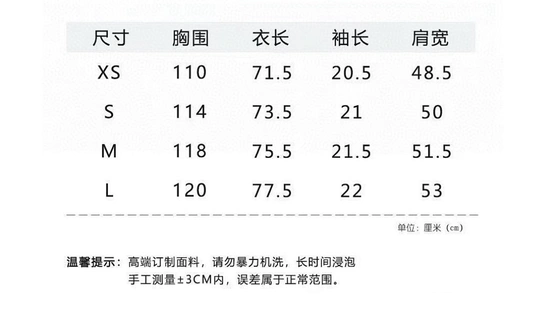 尺寸 胸围 衣长 袖长 肩宽
XS 110 71.5 20.5 48.5
S 114 73.5 21 50
M 118 75.5 21.5 51.5
L 120 77.5 22 53
单位：厘米（cm）
温馨提示：高端订制面料，请勿暴力机洗，长时间浸泡
手工测量±3CM内，误差属于正常范围。